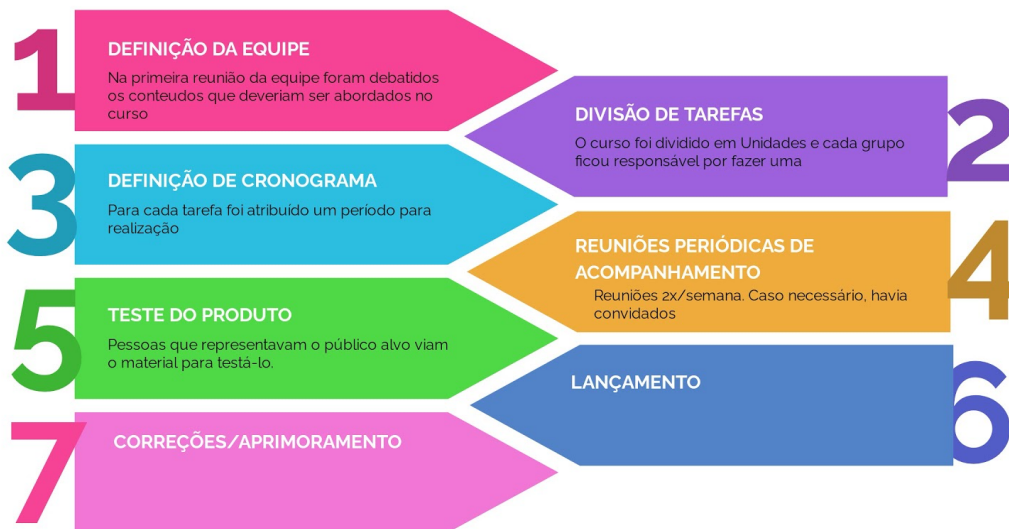 1
DEFINIÇÃO DA EQUIPE
Na primeira reunião da equipe foram debatidos
os conteudos que deveriam ser abordados no
curso
2
DIVISÃO DE TAREFAS
O curso foi dividido em Unidades e cada grupo
ficou responsável por fazer uma
3
DEFINIÇÃO DE CRONOGRAMA
Para cada tarefa foi atribuído um período para
realização
4
REUNIÕES PERIÓDICAS DE
ACOMPANHAMENTO
Reuniões 2x/semana. Caso necessário, havia
convidados
5
TESTE DO PRODUTO
Pessoas que representavam o público alvo viam
o material para testá-lo.
6
LANÇAMENTO
7
CORREÇÕES/APRIMORAMENTO